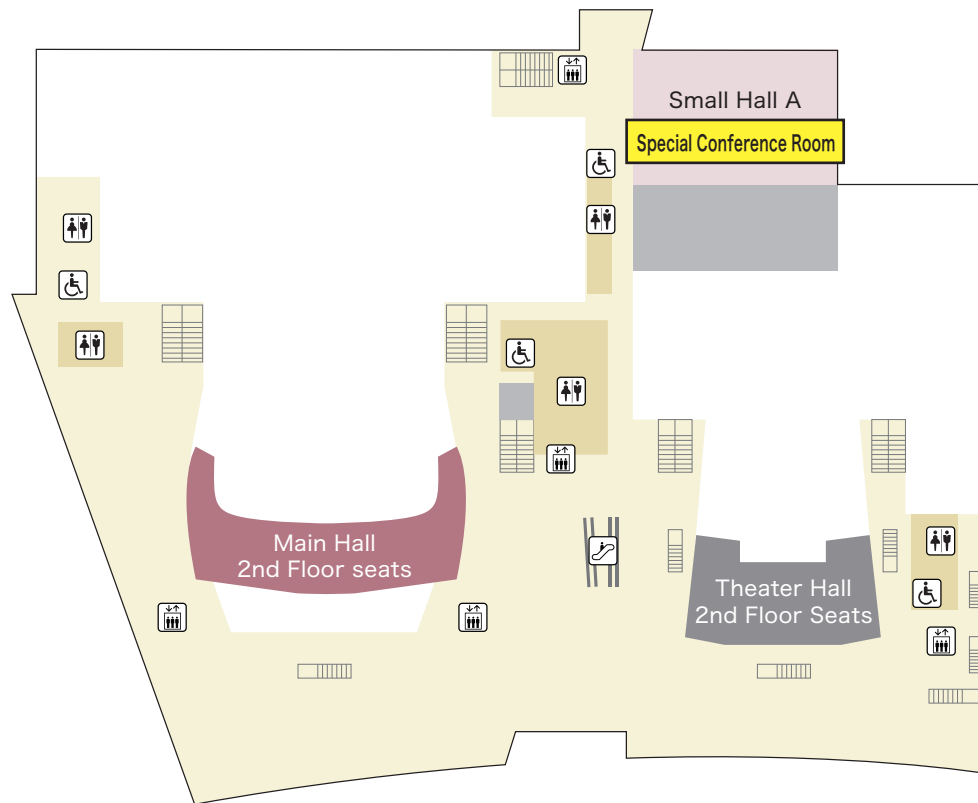 Small Hall A
Special Conference Room
Main Hall
2nd Floor seats
Theater Hall
2nd Floor Seats